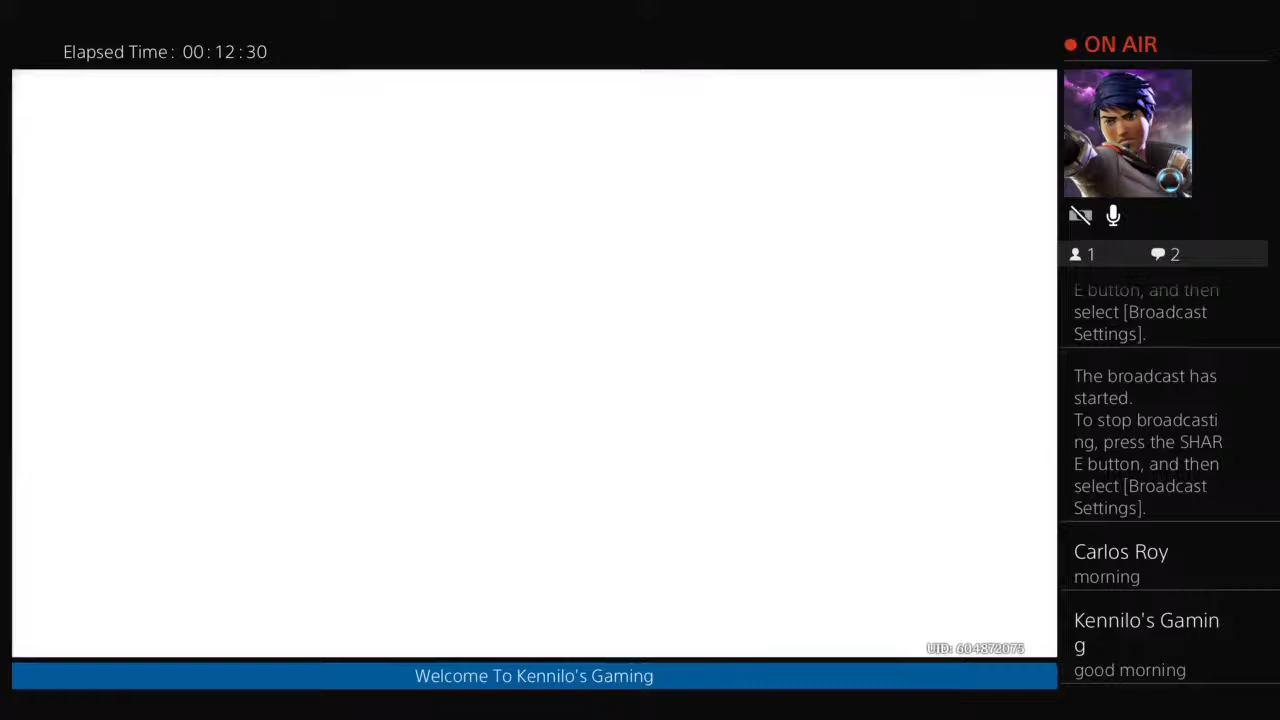 Elapsed Time: 00:12:30
ON AIR
1 2
E button, and then
select [Broadcast
Settings].
The broadcast has
started.
To stop broadcasti
ng, press the SHAR
E button, and then
select [Broadcast
Settings].
Carlos Roy
morning
Kennilo's Gamin
g
good morning
UID: 604872075
Welcome To Kennilo's Gaming